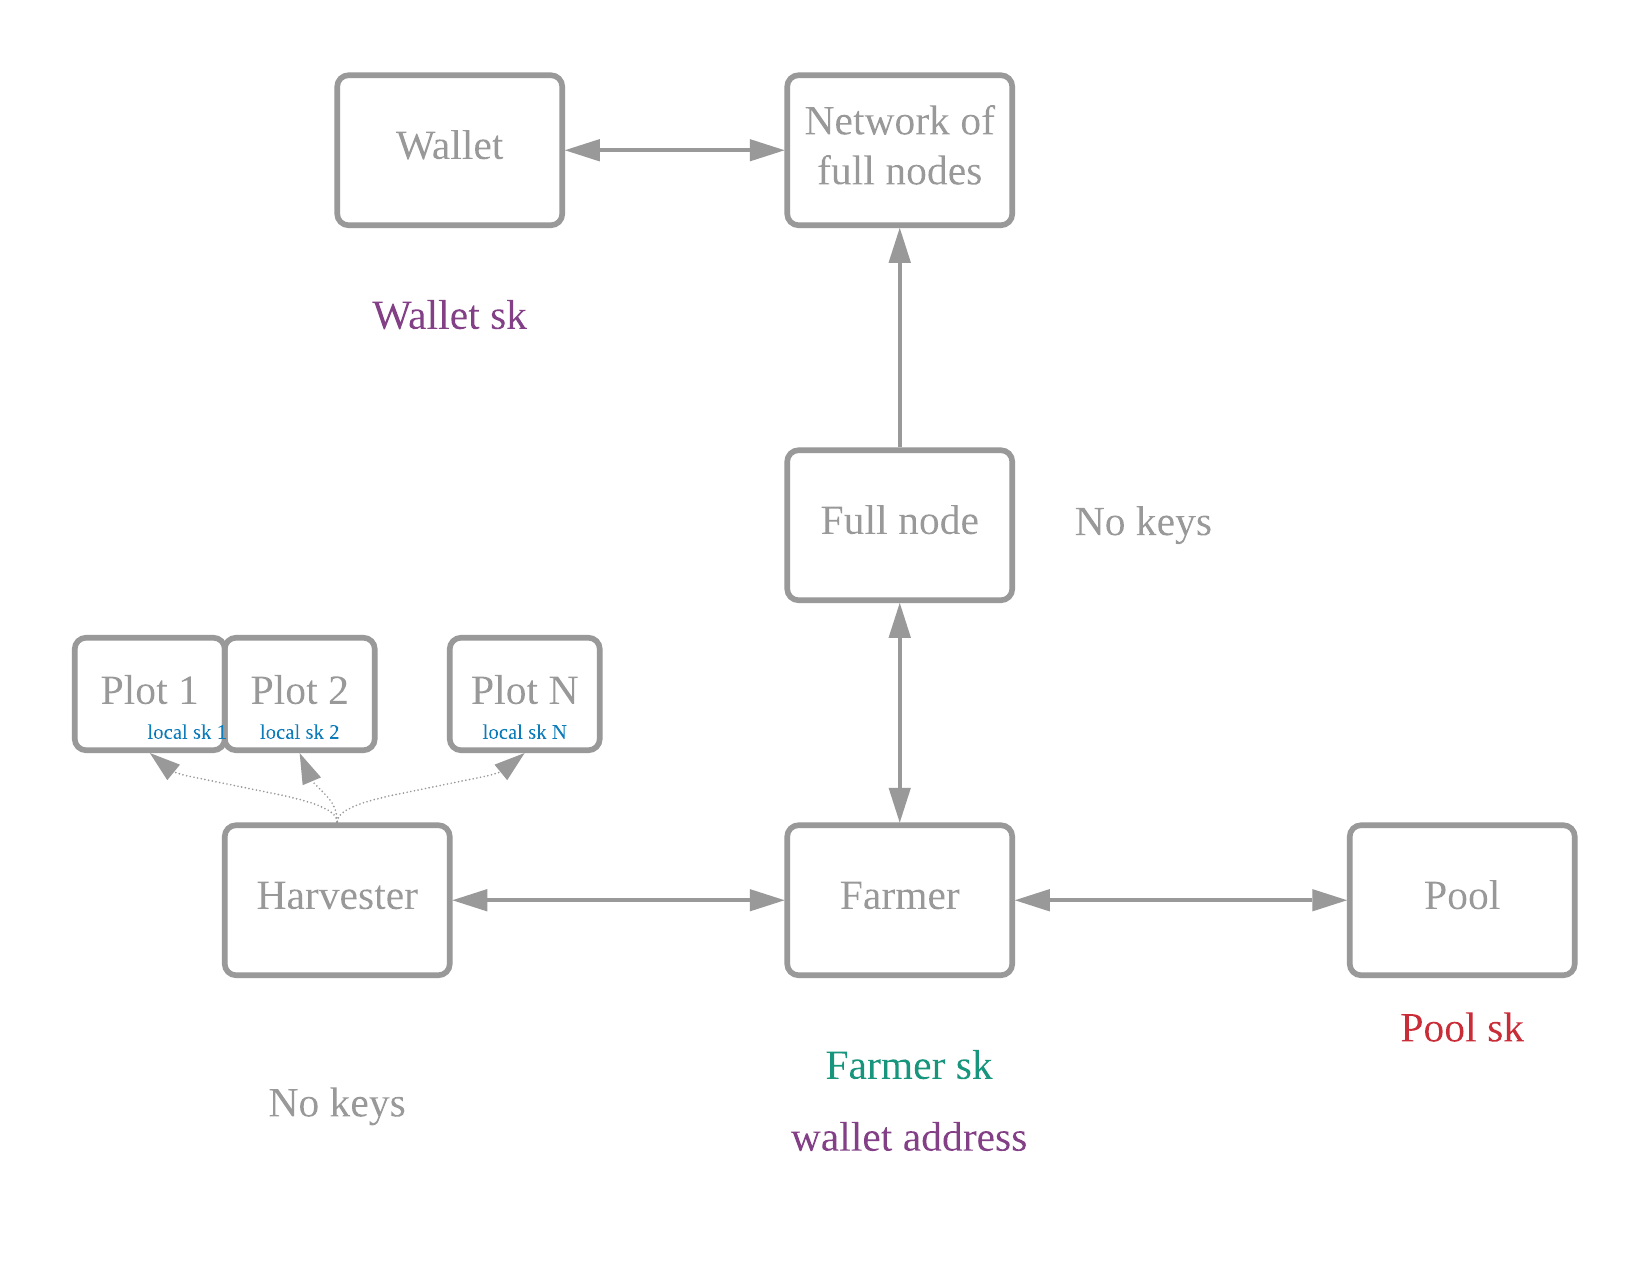 Wallet
Network of
full nodes
Wallet sk
Full node
No keys
Plot 1
local sk 1
Plot 2
local sk 2
Plot N
local sk N
Harvester
Farmer
Pool
Pool sk
Farmer sk
No keys
wallet address